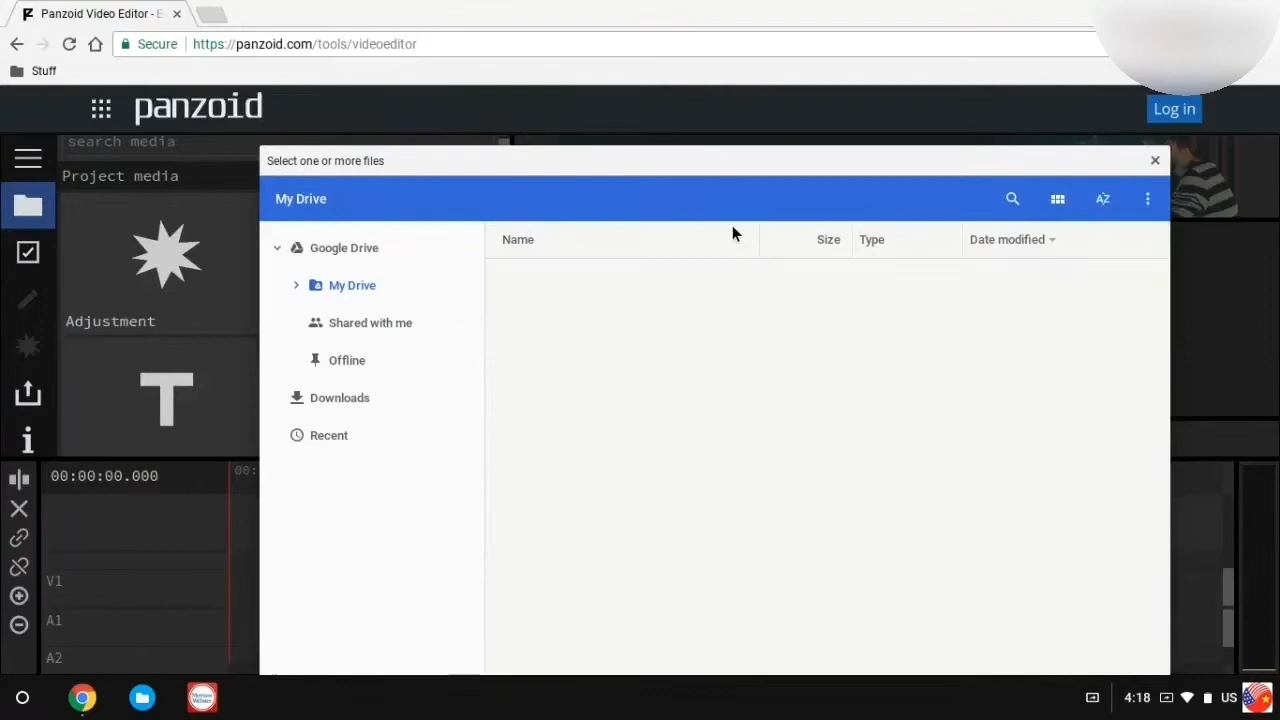 Panzoid Video Editor - E
Secure
https://panzoid.com/tools/videoeditor
Stuff
panzoid
Log in
search media
Project media
Select one or more files
My Drive
AZ
Google Drive
Name
Size
Type
Date modified
My Drive
Shared with me
Offline
Downloads
Recent
Adjustment
T
00:00:00.000
00:
V1
A1
A2
4:18
US